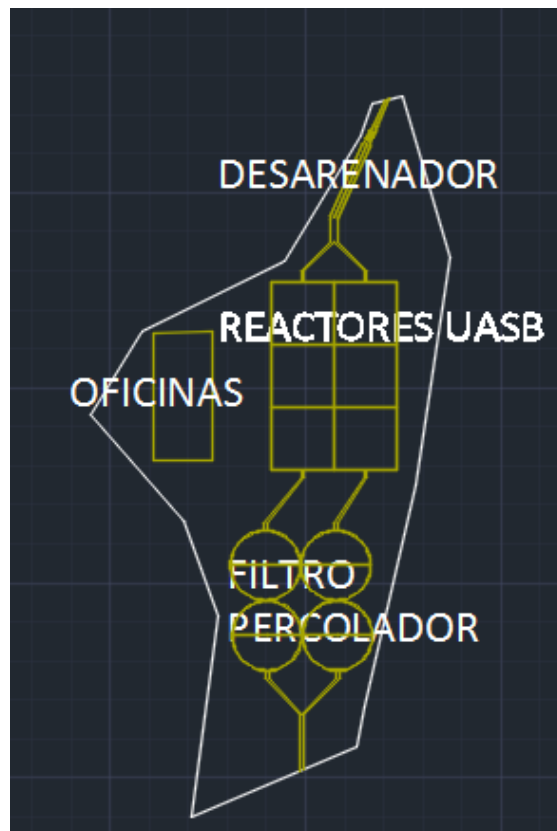 DESARENADOR
REACTORES UASB
OFICINAS
FILTRO
PERCOLADOR